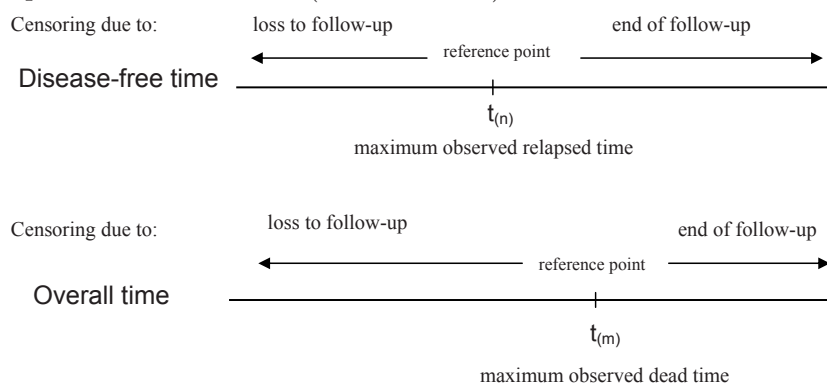 Censoring due to: loss to follow-up end of follow-up
reference point
Disease-free time
t(n)
maximum observed relapsed time
Censoring due to: loss to follow-up end of follow-up
reference point
Overall time
t(m)
maximum observed dead time